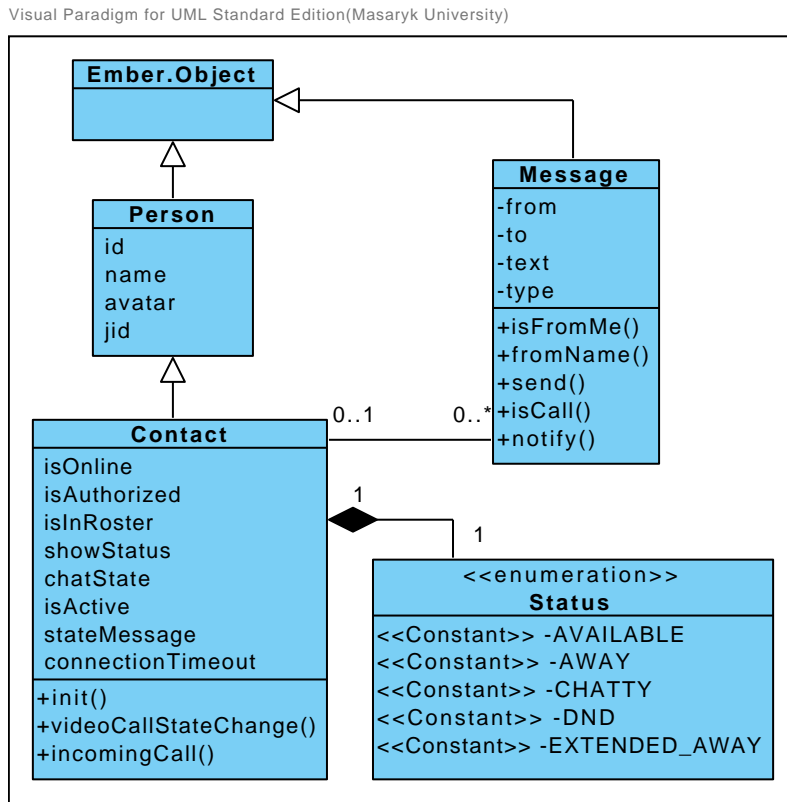 Visual Paradigm for UML Standard Edition(Masaryk University)
Ember.Object
Message
-from
-to
-text
-type
+isFromMe()
+fromName()
+send()
+isCall()
+notify()
Person
id
name
avatar
jid
0..1
0..*
Contact
isOnline
isAuthorized
isInRoster
showStatus
chatState
isActive
stateMessage
connectionTimeout
+init()
+videoCallStateChange()
+incomingCall()
1
1
<<enumeration>>
Status
<<Constant>> -AVAILABLE
<<Constant>> -AWAY
<<Constant>> -CHATTY
<<Constant>> -DND
<<Constant>> -EXTENDED_AWAY